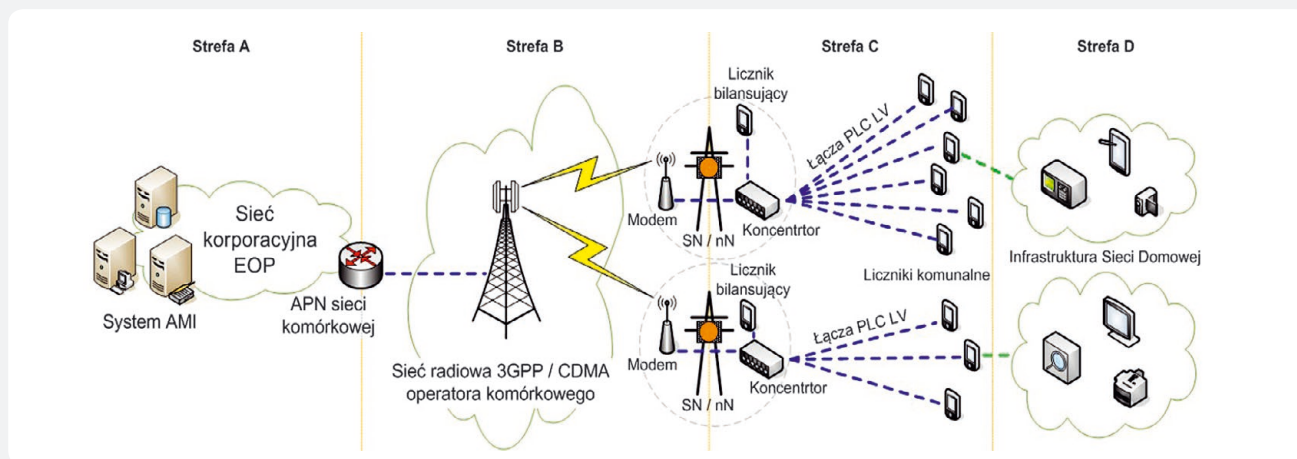 Strefa A
Strefa B
Strefa C
Strefa D
Sieć
korporacyjna
EOP
System AMI
APN sieci
komórkowej
Sieć radiowa 3GPP / CDMA
operatora komórkowego
Licznik
bilansujący
Modem
SN / nN
Koncentrtor
Łącza PLC LV
Liczniki komunalne
Infrastruktura Sieci Domowej
Licznik
bilansujący
Modem
SN / nN
Koncentrtor
Łącza PLC LV